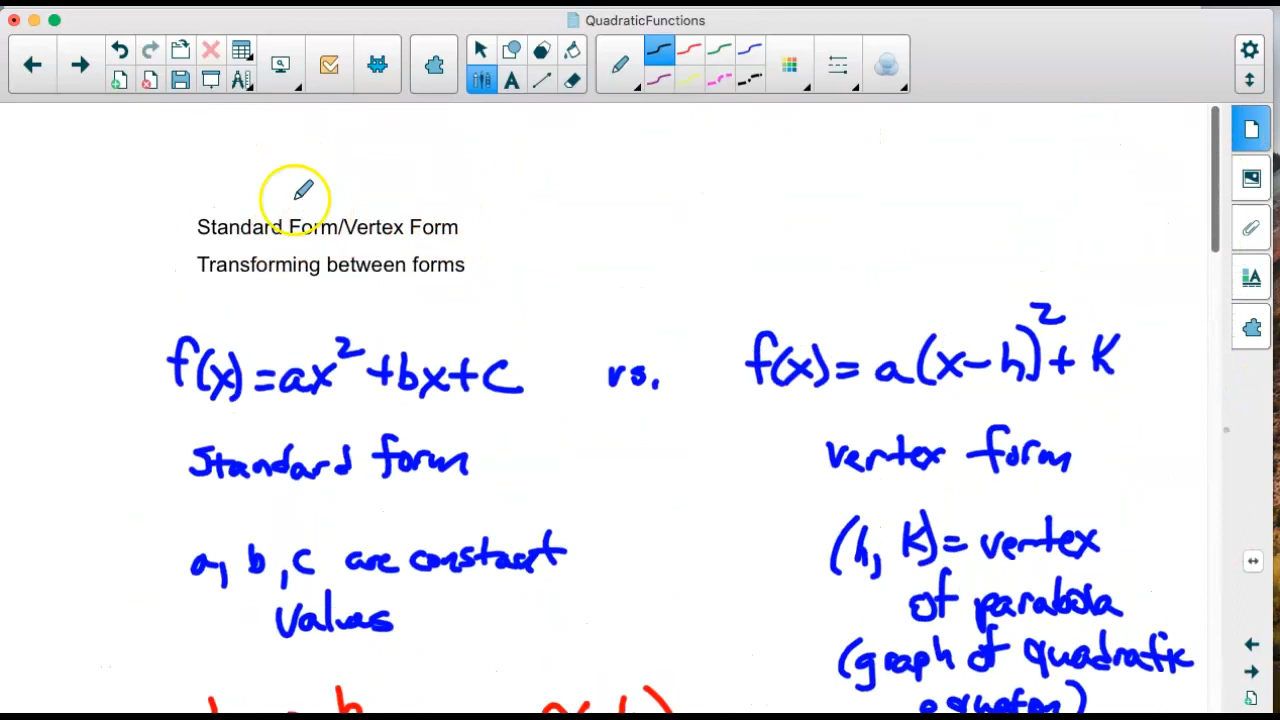 QuadraticFunctions
Standard Form/Vertex Form
Transforming between forms
f(x) = ax² + bx + c vs. f(x) = a(x-h)² + K
Standard form vertex form
a, b, c are constant (h, K) = vertex
values of parabola
(graph of quadratic